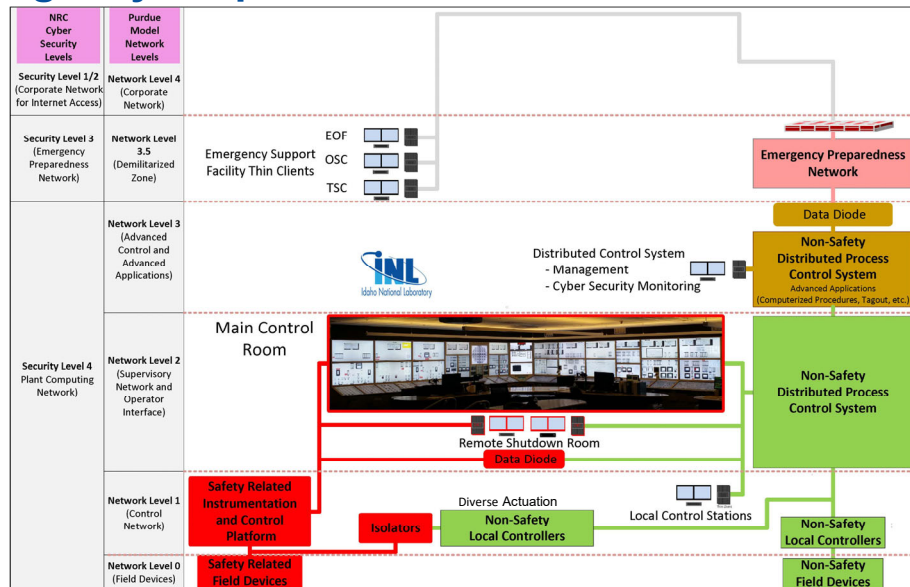 NRC
Cyber
Security
Levels
Purdue
Model
Network
Levels
Security Level 1/2
(Corporate Network
for Internet Access)
Network Level 4
(Corporate
Network)
Security Level 3
(Emergency
Preparedness
Network)
Network Level
3.5
(Demilitarized
Zone)
EOF
Emergency Support
Facility Thin Clients
OSC
TSC
Emergency Preparedness
Network
Network Level 3
(Advanced
Control and
Advanced
Applications)
INL
Idaho National Laboratory
Distributed Control System
- Management
- Cyber Security Monitoring
Data Diode
Non-Safety
Distributed Process
Control System
Advanced Applications
(Computerized Procedures, Tagout, etc.)
Security Level 4
Plant Computing
Network)
Network Level 2
(Supervisory
Network and
Operator
Interface)
Main Control
Room
Remote Shutdown Room
Data Diode
Non-Safety
Distributed Process
Control System
Network Level 1
(Control
Network)
Safety Related
Instrumentation
and Control
Platform
Isolators
Diverse Actuation
Non-Safety
Local Controllers
Local Control Stations
Non-Safety
Local Controllers
Network Level 0
(Field Devices)
Safety Related
Field Devices
Non-Safety
Field Devices